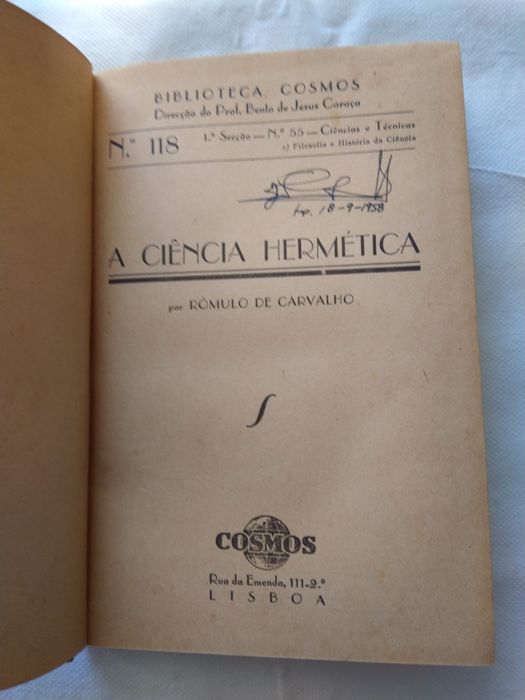 BIBLIOTECA COSMOS
Direcção do Prof. Bento de Jesus Caraça
N.º 118
1.ª Secção — N.º 55 — Ciências e Técnicas
c) Filosofia e História da Ciência
18-9-1958
A CIÊNCIA HERMÉTICA
por RÓMULO DE CARVALHO
COSMOS
Rua da Emenda, 111-2.º
LISBOA